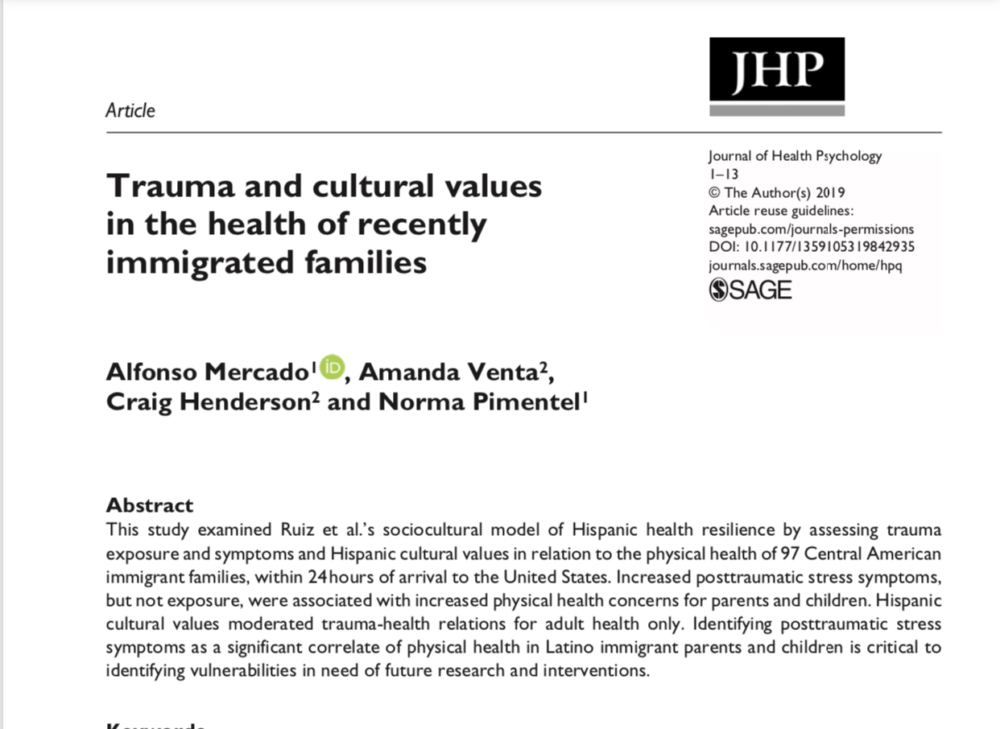 JHP
Article
Trauma and cultural values
in the health of recently
immigrated families
Journal of Health Psychology
1–13
© The Author(s) 2019
Article reuse guidelines:
sagepub.com/journals-permissions
DOI: 10.1177/1359105319842935
journals.sagepub.com/home/hpq
SAGE
Alfonso Mercado¹ iD, Amanda Venta²,
Craig Henderson² and Norma Pimentel¹
Abstract
This study examined Ruiz et al.’s sociocultural model of Hispanic health resilience by assessing trauma
exposure and symptoms and Hispanic cultural values in relation to the physical health of 97 Central American
immigrant families, within 24 hours of arrival to the United States. Increased posttraumatic stress symptoms,
but not exposure, were associated with increased physical health concerns for parents and children. Hispanic
cultural values moderated trauma-health relations for adult health only. Identifying posttraumatic stress
symptoms as a significant correlate of physical health in Latino immigrant parents and children is critical to
identifying vulnerabilities in need of future research and interventions.
Keywords